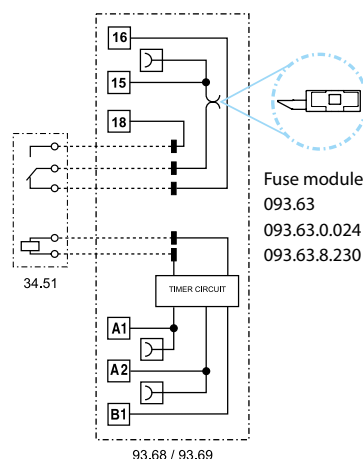 16
15
18
Fuse module
093.63
093.63.0.024
093.63.8.230
34.51
TIMER CIRCUIT
A1
A2
B1
93.68 / 93.69